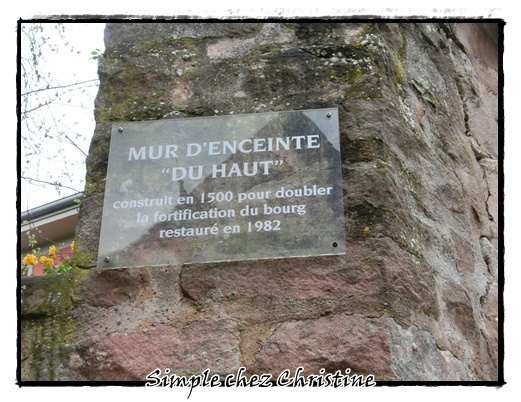 MUR D'ENCEINTE
"DU HAUT"
construit en 1500 pour doubler
la fortification du bourg
restauré en 1982
Simple chez Christine